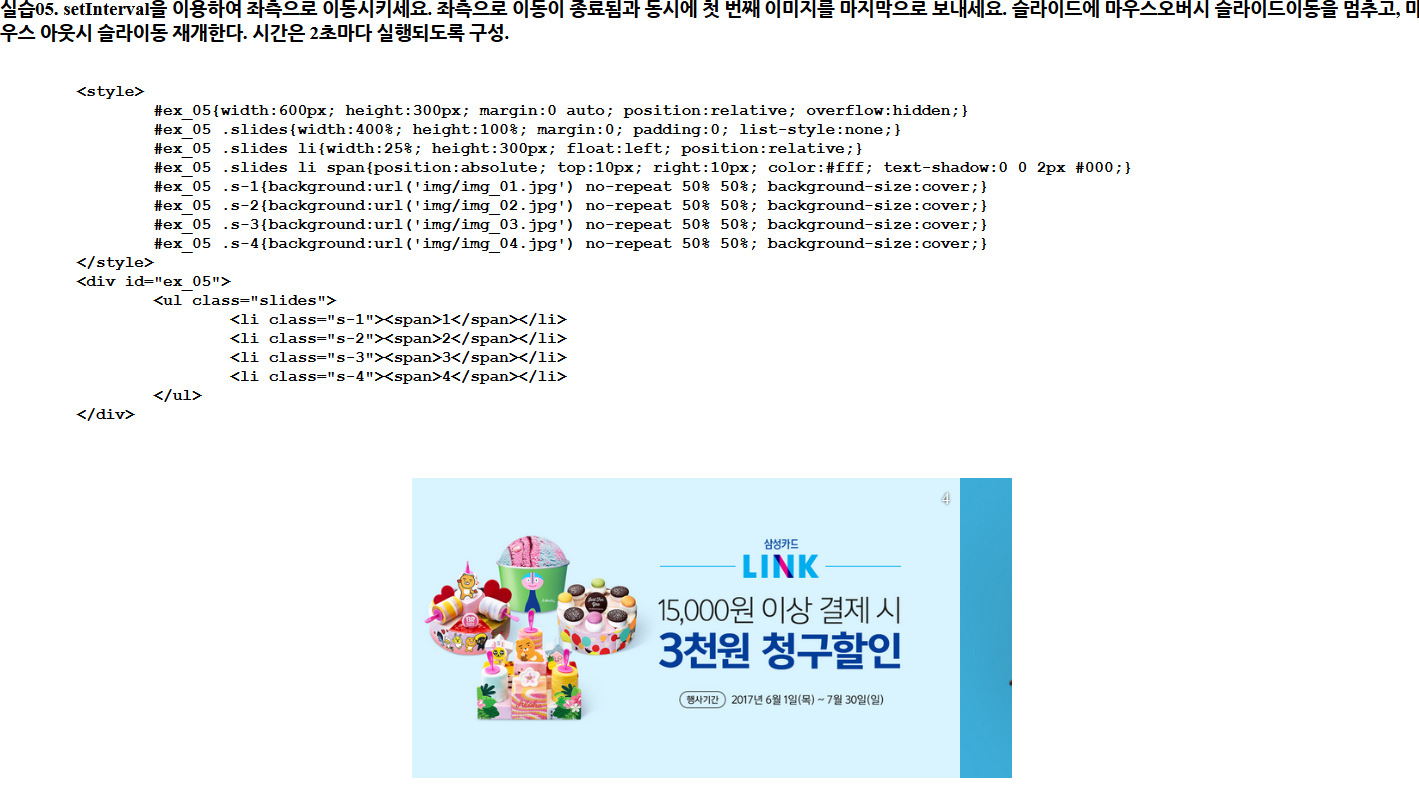 실습05. setInterval을 이용하여 좌측으로 이동시키세요. 좌측으로 이동이 종료됨과 동시에 첫 번째 이미지를 마지막으로 보내세요. 슬라이드에 마우스오버시 슬라이드이동을 멈추고, 마
우스 아웃시 슬라이동 재개한다. 시간은 2초마다 실행되도록 구성.
<style>
#ex_05{width:600px; height:300px; margin:0 auto; position:relative; overflow:hidden;}
#ex_05 .slides{width:400%; height:100%; margin:0; padding:0; list-style:none;}
#ex_05 .slides li{width:25%; height:300px; float:left; position:relative;}
#ex_05 .slides li span{position:absolute; top:10px; right:10px; color:#fff; text-shadow:0 0 2px #000;}
#ex_05 .s-1{background:url('img/img_01.jpg') no-repeat 50% 50%; background-size:cover;}
#ex_05 .s-2{background:url('img/img_02.jpg') no-repeat 50% 50%; background-size:cover;}
#ex_05 .s-3{background:url('img/img_03.jpg') no-repeat 50% 50%; background-size:cover;}
#ex_05 .s-4{background:url('img/img_04.jpg') no-repeat 50% 50%; background-size:cover;}
</style>
<div id="ex_05">
<ul class="slides">
<li class="s-1"><span>1</span></li>
<li class="s-2"><span>2</span></li>
<li class="s-3"><span>3</span></li>
<li class="s-4"><span>4</span></li>
</ul>
</div>
4
삼성카드
LINK
15,000원 이상 결제 시
3천원 청구할인
행사기간 2017년 6월 1일(목) ~ 7월 30일(일)